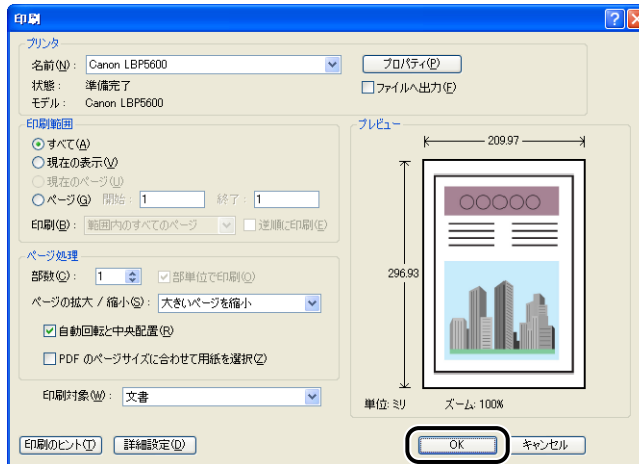 印刷
プリンタ
名前(N): Canon LBP5600
プロパティ(P)
状態: 準備完了
ファイルへ出力(F)
モデル: Canon LBP5600
印刷範囲
すべて(A)
現在の表示(V)
現在のページ(U)
ページ(G) 開始: 1 終了: 1
印刷(B): 範囲内のすべてのページ 逆順に印刷(E)
ページ処理
部数(C): 1 部単位で印刷(O)
ページの拡大 / 縮小(S): 大きいページを縮小
自動回転と中央配置(R)
PDF のページサイズに合わせて用紙を選択(Z)
印刷対象(W): 文書
プレビュー
209.97
296.93
○○○○○
単位: ミリ ズーム: 100%
印刷のヒント(T) 詳細設定(D) OK キャンセル